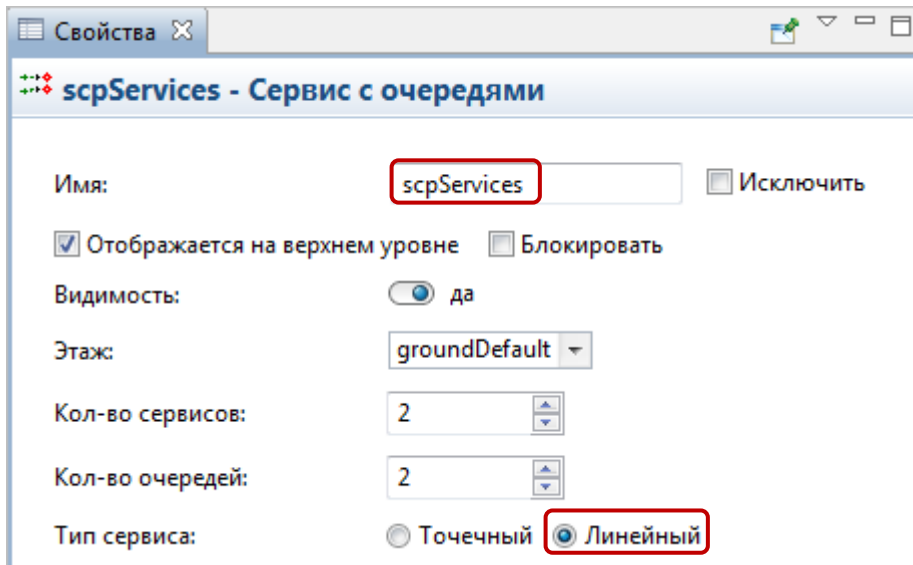 Свойства
scpServices - Сервис с очередями
Имя: scpServices Исключить
Отображается на верхнем уровне Блокировать
Видимость: да
Этаж: groundDefault
Кол-во сервисов: 2
Кол-во очередей: 2
Тип сервиса: Точечный Линейный